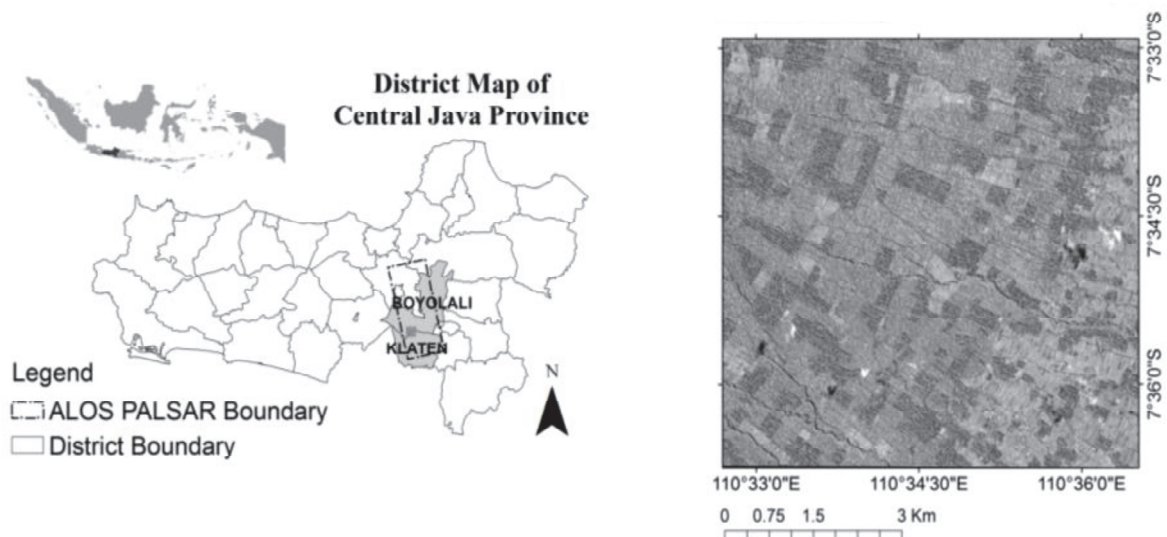 District Map of
Central Java Province
BOYOLALI
KLATEN
N
Legend
ALOS PALSAR Boundary
District Boundary
7°33'0"S
7°34'30"S
7°36'0"S
110°33'0"E 110°34'30"E 110°36'0"E
0 0.75 1.5 3 Km